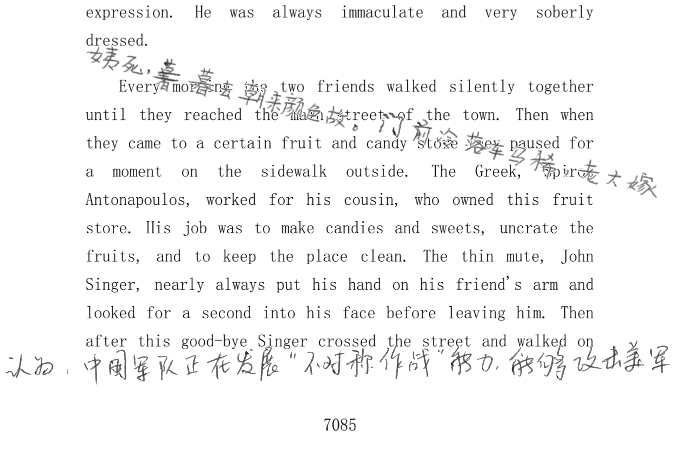 expression. He was always immaculate and very soberly
dressed.
姨死，暮去朝来颜色故。门前冷落车马稀，老大嫁
Every morning the two friends walked silently together
until they reached the main street of the town. Then when
they came to a certain fruit and candy store they paused for
a moment on the sidewalk outside. The Greek, Spiros
Antonapoulos, worked for his cousin, who owned this fruit
store. His job was to make candies and sweets, uncrate the
fruits, and to keep the place clean. The thin mute, John
Singer, nearly always put his hand on his friend's arm and
looked for a second into his face before leaving him. Then
after this good-bye Singer crossed the street and walked on
认为，中国军队正在发展“不对称作战”能力，能够攻击美军
7085